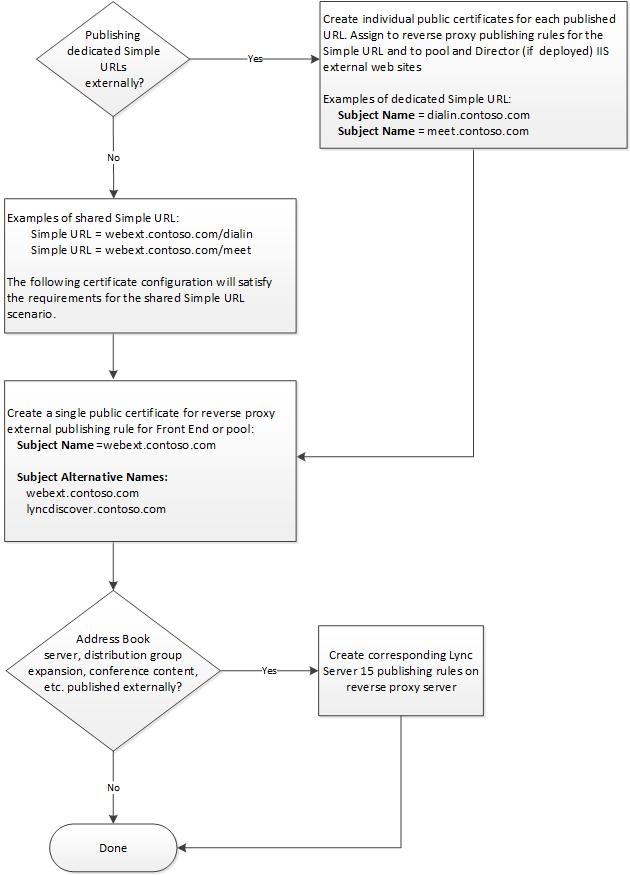 Publishing
dedicated Simple
URLs
externally?
Yes
Create individual public certificates for each published
URL. Assign to reverse proxy publishing rules for the
Simple URL and to pool and Director (if deployed) IIS
external web sites
Examples of dedicated Simple URL:
Subject Name = dialin.contoso.com
Subject Name = meet.contoso.com
No
Examples of shared Simple URL:
Simple URL = webext.contoso.com/dialin
Simple URL = webext.contoso.com/meet
The following certificate configuration will satisfy
the requirements for the shared Simple URL
scenario.
Create a single public certificate for reverse proxy
external publishing rule for Front End or pool:
Subject Name =webext.contoso.com
Subject Alternative Names:
webext.contoso.com
lyncdiscover.contoso.com
Address Book
server, distribution group
expansion, conference content,
etc. published externally?
Yes
Create corresponding Lync
Server 15 publishing rules on
reverse proxy server
No
Done